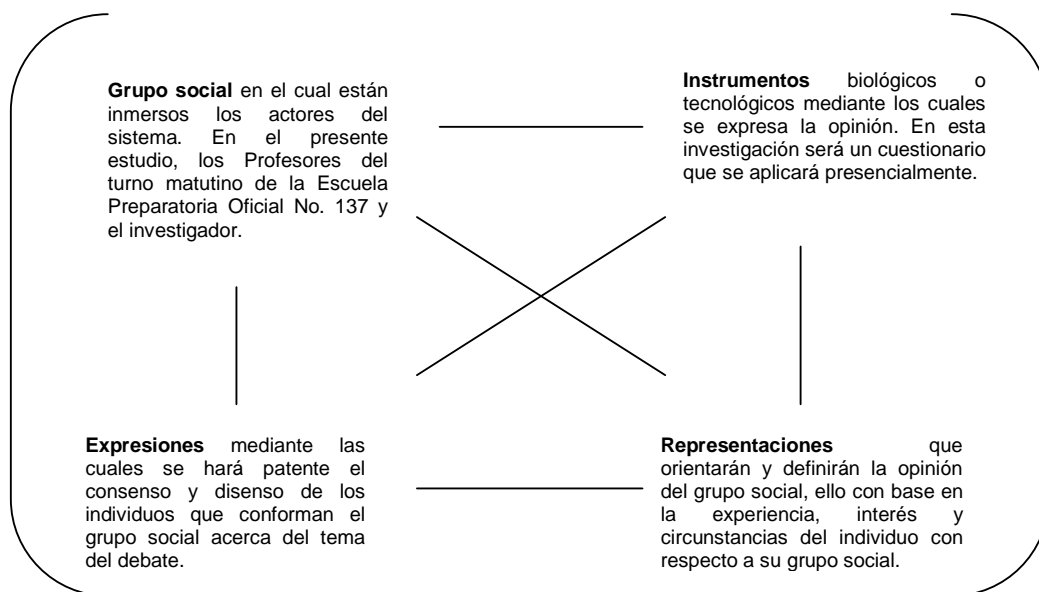 Grupo social en el cual están
inmersos los actores del
sistema. En el presente
estudio, los Profesores del
turno matutino de la Escuela
Preparatoria Oficial No. 137 y
el investigador.
Instrumentos biológicos o
tecnológicos mediante los cuales
se expresa la opinión. En esta
investigación será un cuestionario
que se aplicará presencialmente.
Expresiones mediante las
cuales se hará patente el
consenso y disenso de los
individuos que conforman el
grupo social acerca del tema
del debate.
Representaciones que
orientarán y definirán la opinión
del grupo social, ello con base en
la experiencia, interés y
circunstancias del individuo con
respecto a su grupo social.